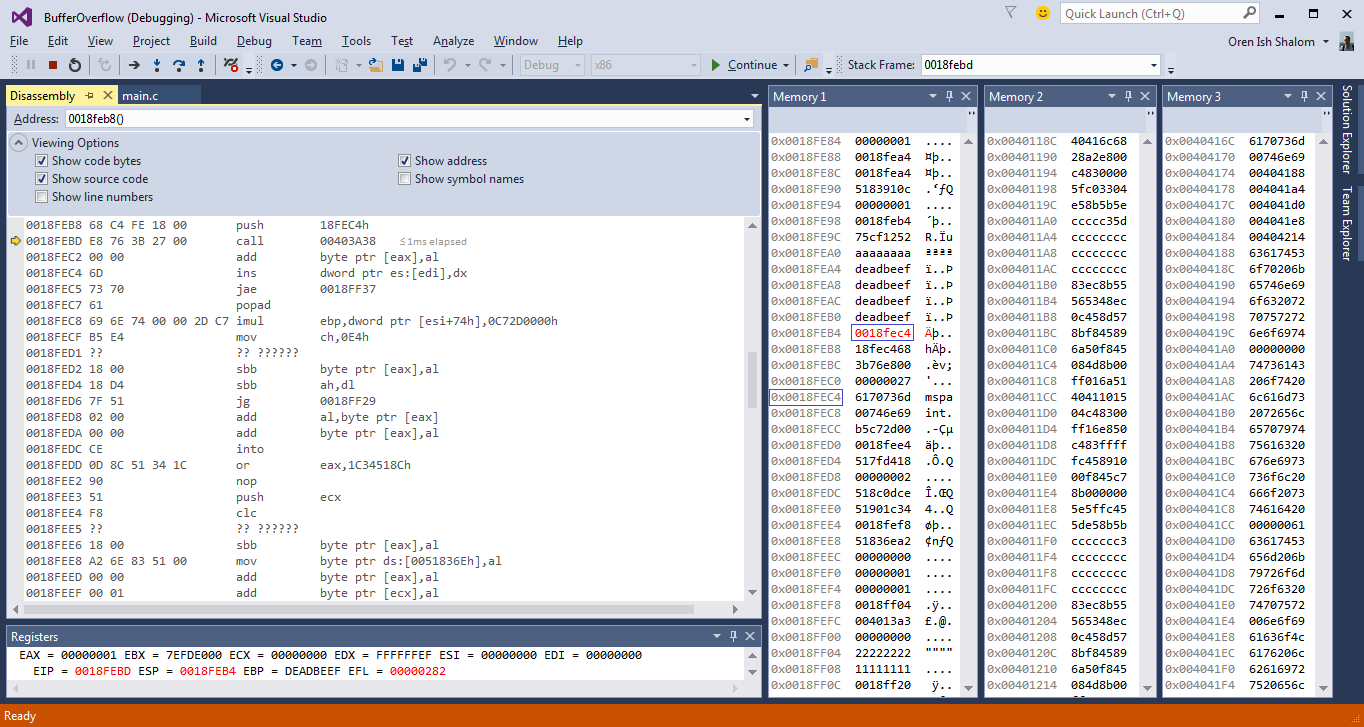 BufferOverflow (Debugging) - Microsoft Visual Studio
Quick Launch (Ctrl+Q)
File Edit View Project Build Debug Team Tools Test Analyze Window Help
Oren Ish Shalom
Debug x86 Continue Stack Frame: 0018febd
Disassembly main.c
Address: 0018feb8()
Viewing Options
Show code bytes Show address
Show source code Show symbol names
Show line numbers
0018FEB8 68 C4 FE 18 00 push 18FEC4h
0018FEBD E8 76 3B 27 00 call 00403A38 ≤1ms elapsed
0018FEC2 00 00 add byte ptr [eax],al
0018FEC4 6D ins dword ptr es:[edi],dx
0018FEC5 73 70 jae 0018FF37
0018FEC7 61 popad
0018FEC8 69 6E 74 00 00 2D C7 imul ebp,dword ptr [esi+74h],0C72D0000h
0018FECF B5 E4 mov ch,0E4h
0018FED1 ?? ?? ??????
0018FED2 18 00 sbb byte ptr [eax],al
0018FED4 18 D4 sbb ah,dl
0018FED6 7F 51 jg 0018FF29
0018FED8 02 00 add al,byte ptr [eax]
0018FEDA 00 00 add byte ptr [eax],al
0018FEDC CE into
0018FEDD 0D 8C 51 34 1C or eax,1C34518Ch
0018FEE2 90 nop
0018FEE3 51 push ecx
0018FEE4 F8 clc
0018FEE5 ?? ?? ??????
0018FEE6 18 00 sbb byte ptr [eax],al
0018FEE8 A2 6E 83 51 00 mov byte ptr ds:[0051836Eh],al
0018FEED 00 00 add byte ptr [eax],al
0018FEEF 00 01 add byte ptr [ecx],al
Registers
EAX = 00000001 EBX = 7EFDE000 ECX = 00000000 EDX = FFFFFFEF ESI = 00000000 EDI = 00000000
EIP = 0018FEBD ESP = 0018FEB4 EBP = DEADBEEF EFL = 00000282
Memory 1
0x0018FE84 00000001 ....
0x0018FE88 0018fea4 ¤þ..
0x0018FE8C 0018fea4 ¤þ..
0x0018FE90 5183910c .‘ƒQ
0x0018FE94 00000001 ....
0x0018FE98 0018feb4 ´þ..
0x0018FE9C 75cf1252 R.Ïu
0x0018FEA0 aaaaaaaa ªªªª
0x0018FEA4 deadbeef ï..Þ
0x0018FEA8 deadbeef ï..Þ
0x0018FEAC deadbeef ï..Þ
0x0018FEB0 deadbeef ï..Þ
0x0018FEB4 0018fec4 Äþ..
0x0018FEB8 18fec468 hÄþ.
0x0018FEBC 3b76e800 .èv;
0x0018FEC0 00000027 '...
0x0018FEC4 6170736d mspa
0x0018FEC8 00746e69 int.
0x0018FECC b5c72d00 .-Çµ
0x0018FED0 0018fee4 äþ..
0x0018FED4 517fd418 .Ô.Q
0x0018FED8 00000002 ....
0x0018FEDC 518c0dce Î.ŒQ
0x0018FEE0 51901c34 4..Q
0x0018FEE4 0018fef8 øþ..
0x0018FEE8 51836ea2 ¢nƒQ
0x0018FEEC 00000000 ....
0x0018FEF0 00000001 ....
0x0018FEF4 00000001 ....
0x0018FEF8 0018ff04 .ÿ..
0x0018FEFC 004013a3 £.@.
0x0018FF00 00000000 ....
0x0018FF04 22222222 """"
0x0018FF08 11111111 ....
0x0018FF0C 0018ff20 ÿ..
Memory 2
0x0040118C 40416c68
0x00401190 28a2e800
0x00401194 c4830000
0x00401198 5fc03304
0x0040119C e58b5b5e
0x004011A0 ccccc35d
0x004011A4 cccccccc
0x004011A8 cccccccc
0x004011AC cccccccc
0x004011B0 83ec8b55
0x004011B4 565348ec
0x004011B8 0c458d57
0x004011BC 8bf84589
0x004011C0 6a50f845
0x004011C4 084d8b00
0x004011C8 ff016a51
0x004011CC 40411015
0x004011D0 04c48300
0x004011D4 ff16e850
0x004011D8 c483ffff
0x004011DC fc458910
0x004011E0 00f845c7
0x004011E4 8b000000
0x004011E8 5e5ffc45
0x004011EC 5de58b5b
0x004011F0 ccccccc3
0x004011F4 cccccccc
0x004011F8 cccccccc
0x004011FC cccccccc
0x00401200 83ec8b55
0x00401204 565348ec
0x00401208 0c458d57
0x0040120C 8bf84589
0x00401210 6a50f845
0x00401214 084d8b00
Memory 3
0x0040416C 6170736d
0x00404170 00746e69
0x00404174 00404188
0x00404178 004041a4
0x0040417C 004041d0
0x00404180 004041e8
0x00404184 00404214
0x00404188 63617453
0x0040418C 6f70206b
0x00404190 65746e69
0x00404194 6f632072
0x00404198 70757272
0x0040419C 6e6f6974
0x004041A0 00000000
0x004041A4 74736143
0x004041A8 206f7420
0x004041AC 6c616d73
0x004041B0 2072656c
0x004041B4 65707974
0x004041B8 75616320
0x004041BC 676e6973
0x004041C0 736f6c20
0x004041C4 666f2073
0x004041C8 74616420
0x004041CC 00000061
0x004041D0 63617453
0x004041D4 656d206b
0x004041D8 79726f6d
0x004041DC 726f6320
0x004041E0 74707572
0x004041E4 006e6f69
0x004041E8 61636f4c
0x004041EC 6176206c
0x004041F0 62616972
0x004041F4 7520656c
Solution Explorer
Team Explorer
Ready